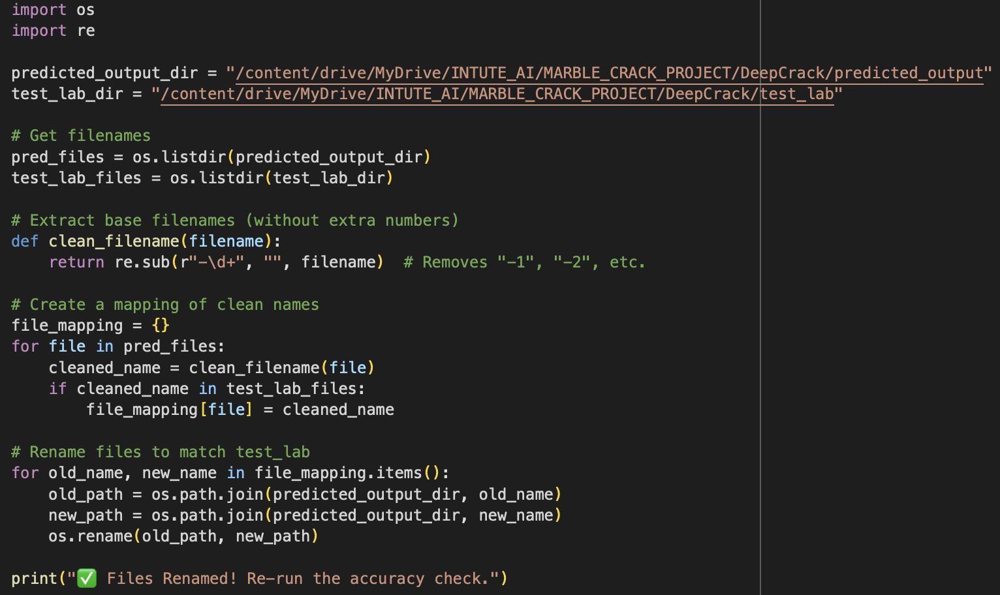 import os
import re
predicted_output_dir = "/content/drive/MyDrive/INTUTE_AI/MARBLE_CRACK_PROJECT/DeepCrack/predicted_output"
test_lab_dir = "/content/drive/MyDrive/INTUTE_AI/MARBLE_CRACK_PROJECT/DeepCrack/test_lab"
# Get filenames
pred_files = os.listdir(predicted_output_dir)
test_lab_files = os.listdir(test_lab_dir)
# Extract base filenames (without extra numbers)
def clean_filename(filename):
    return re.sub(r"-\d+", "", filename)  # Removes "-1", "-2", etc.
# Create a mapping of clean names
file_mapping = {}
for file in pred_files:
    cleaned_name = clean_filename(file)
    if cleaned_name in test_lab_files:
        file_mapping[file] = cleaned_name
# Rename files to match test_lab
for old_name, new_name in file_mapping.items():
    old_path = os.path.join(predicted_output_dir, old_name)
    new_path = os.path.join(predicted_output_dir, new_name)
    os.rename(old_path, new_path)
print("✅ Files Renamed! Re-run the accuracy check.")